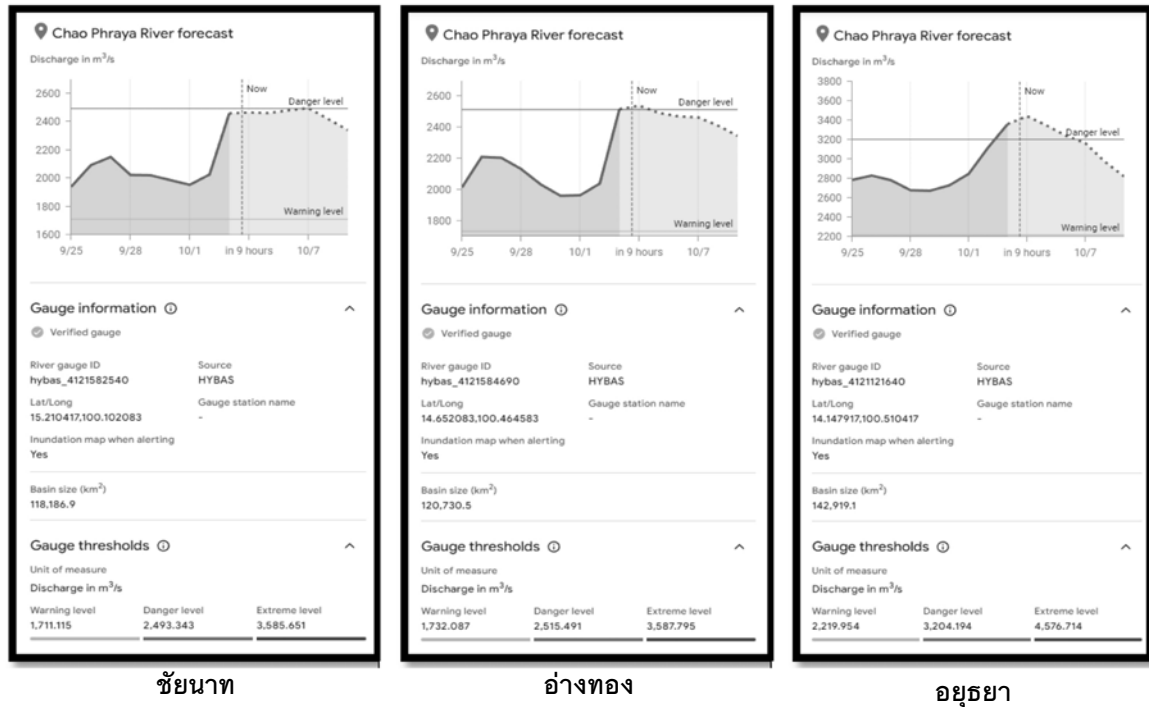 Chao Phraya River forecast
Discharge in m³/s
2600
2400
2200
2000
1800
1600
Now
Danger level
Warning level
9/25
9/28
10/1
in 9 hours
10/7
Gauge information
Verified gauge
River gauge ID
Source
hybas_4121582540
HYBAS
Lat/Long
Gauge station name
15.210417,100.102083
-
Inundation map when alerting
Yes
Basin size (km²)
118,186.9
Gauge thresholds
Unit of measure
Discharge in m³/s
Warning level
Danger level
Extreme level
1,711.115
2,493.343
3,585.651
ชัยนาท
Chao Phraya River forecast
Discharge in m³/s
2600
2400
2200
2000
1800
Now
Danger level
Warning level
9/25
9/28
10/1
in 9 hours
10/7
Gauge information
Verified gauge
River gauge ID
Source
hybas_4121584690
HYBAS
Lat/Long
Gauge station name
14.652083,100.464583
-
Inundation map when alerting
Yes
Basin size (km²)
120,730.5
Gauge thresholds
Unit of measure
Discharge in m³/s
Warning level
Danger level
Extreme level
1,732.087
2,515.491
3,587.795
อ่างทอง
Chao Phraya River forecast
Discharge in m³/s
3800
3600
3400
3200
3000
2800
2600
2400
2200
Now
Danger level
Warning level
9/25
9/28
10/1
in 9 hours
10/7
Gauge information
Verified gauge
River gauge ID
Source
hybas_4121121640
HYBAS
Lat/Long
Gauge station name
14.147917,100.510417
-
Inundation map when alerting
Yes
Basin size (km²)
142,919.1
Gauge thresholds
Unit of measure
Discharge in m³/s
Warning level
Danger level
Extreme level
2,219.954
3,204.194
4,576.714
อยุธยา